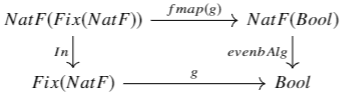 NatF(Fix(NatF)) fmap(g) NatF(Bool)
In evenbAlg
Fix(NatF) g Bool